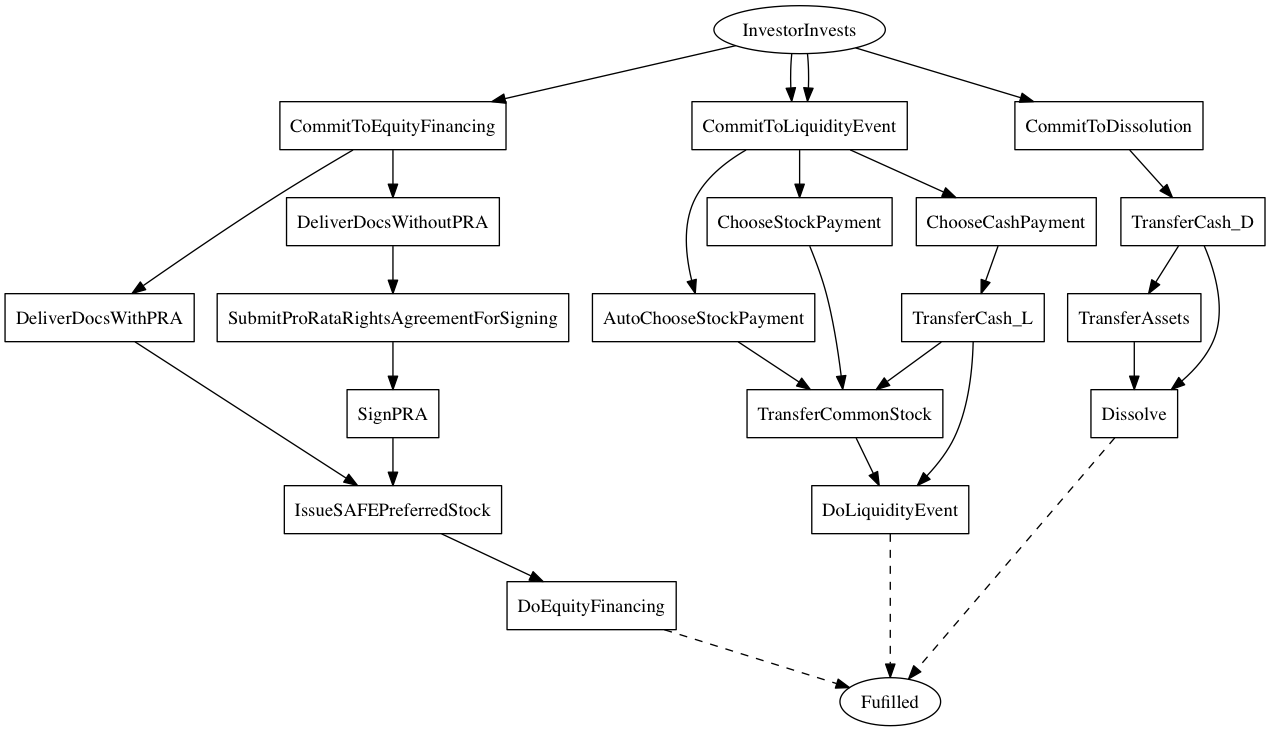 InvestorInvests
CommitToEquityFinancing
CommitToLiquidityEvent
CommitToDissolution
DeliverDocsWithoutPRA
ChooseStockPayment
ChooseCashPayment
TransferCash_D
DeliverDocsWithPRA
SubmitProRataRightsAgreementForSigning
AutoChooseStockPayment
TransferCash_L
TransferAssets
SignPRA
TransferCommonStock
Dissolve
IssueSAFEPreferredStock
DoLiquidityEvent
DoEquityFinancing
Fufilled